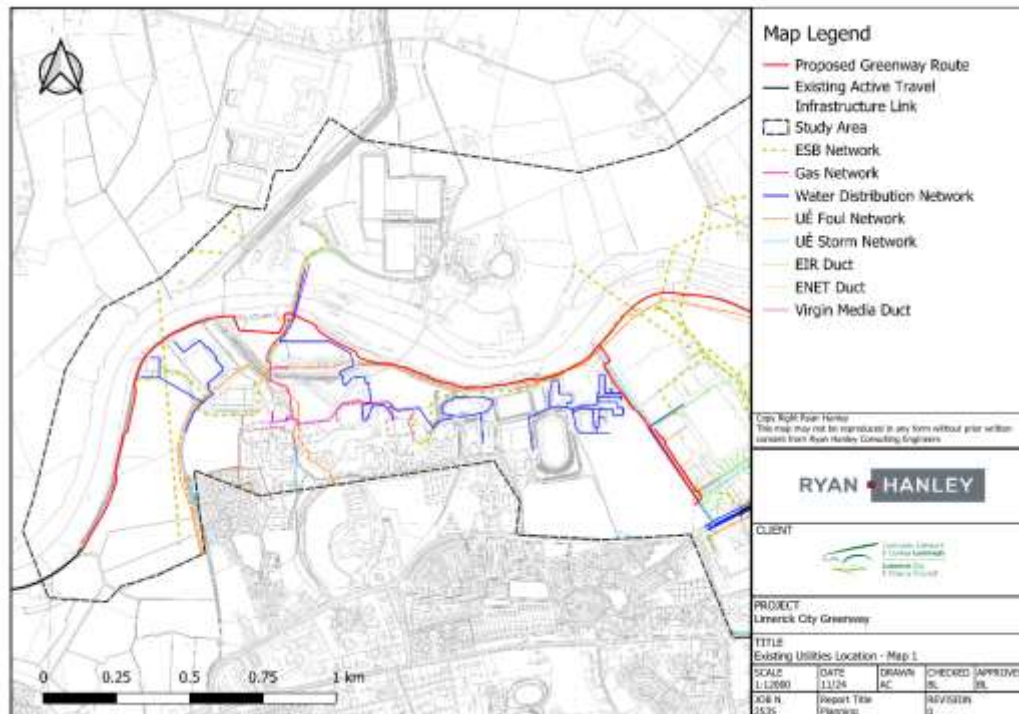 Map Legend
Proposed Greenway Route
Existing Active Travel
Infrastructure Link
Study Area
ESB Network
Gas Network
Water Distribution Network
UÉ Foul Network
UÉ Storm Network
EIR Duct
ENET Duct
Virgin Media Duct
Copy Right Ryan Hanley
This map may not be reproduced in any form without prior written
consent from Ryan Hanley Consulting Engineers
RYAN HANLEY
CLIENT
PROJECT
Limerick City Greenway
TITLE
Existing Utilities Location - Map 1
SCALE DATE DRAWN CHECKED APPROVED
1:12000 11/24 AC BL BL
JOB N Report Title REVISION
2535 Planning 0
0 0.25 0.5 0.75 1 km